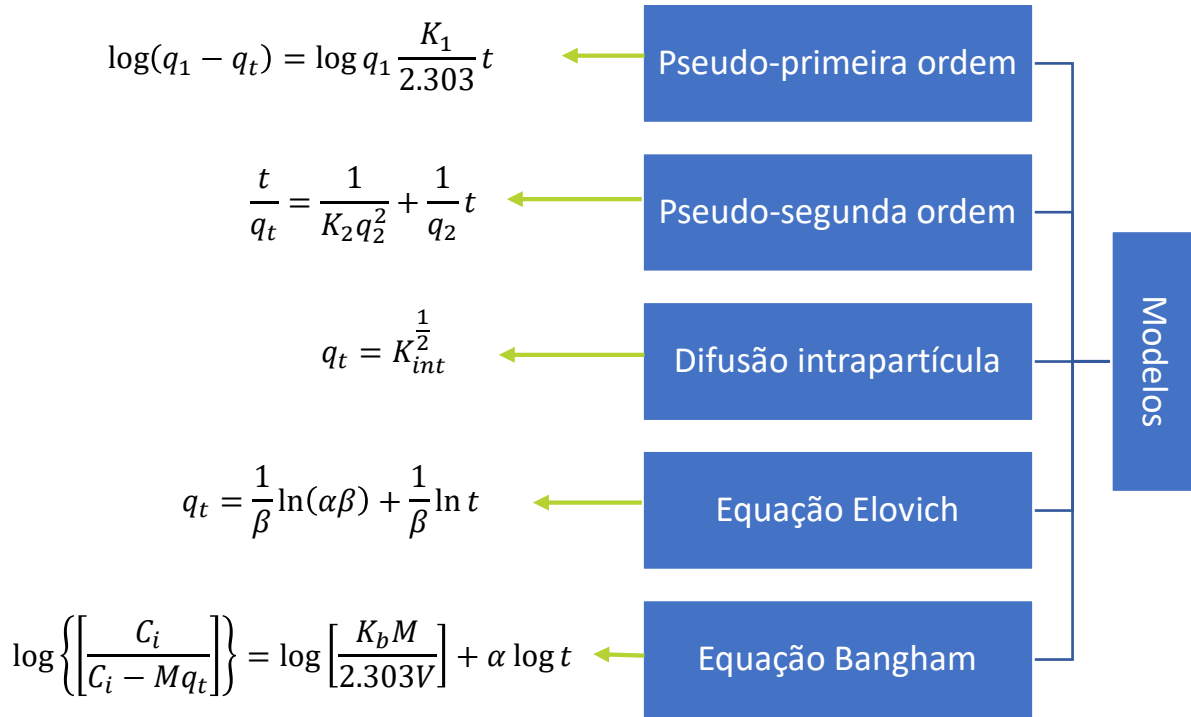 log(q₁ − qₜ) = log q₁ K₁/2.303 t
Pseudo-primeira ordem
t/qₜ = 1/(K₂q₂²) + 1/q₂ t
Pseudo-segunda ordem
qₜ = K_int^(1/2)
Difusão intrapartícula
qₜ = 1/β ln(αβ) + 1/β ln t
Equação Elovich
log{[Cᵢ/(Cᵢ − Mqₜ)]} = log[K_b M/2.303V] + α log t
Equação Bangham
Modelos